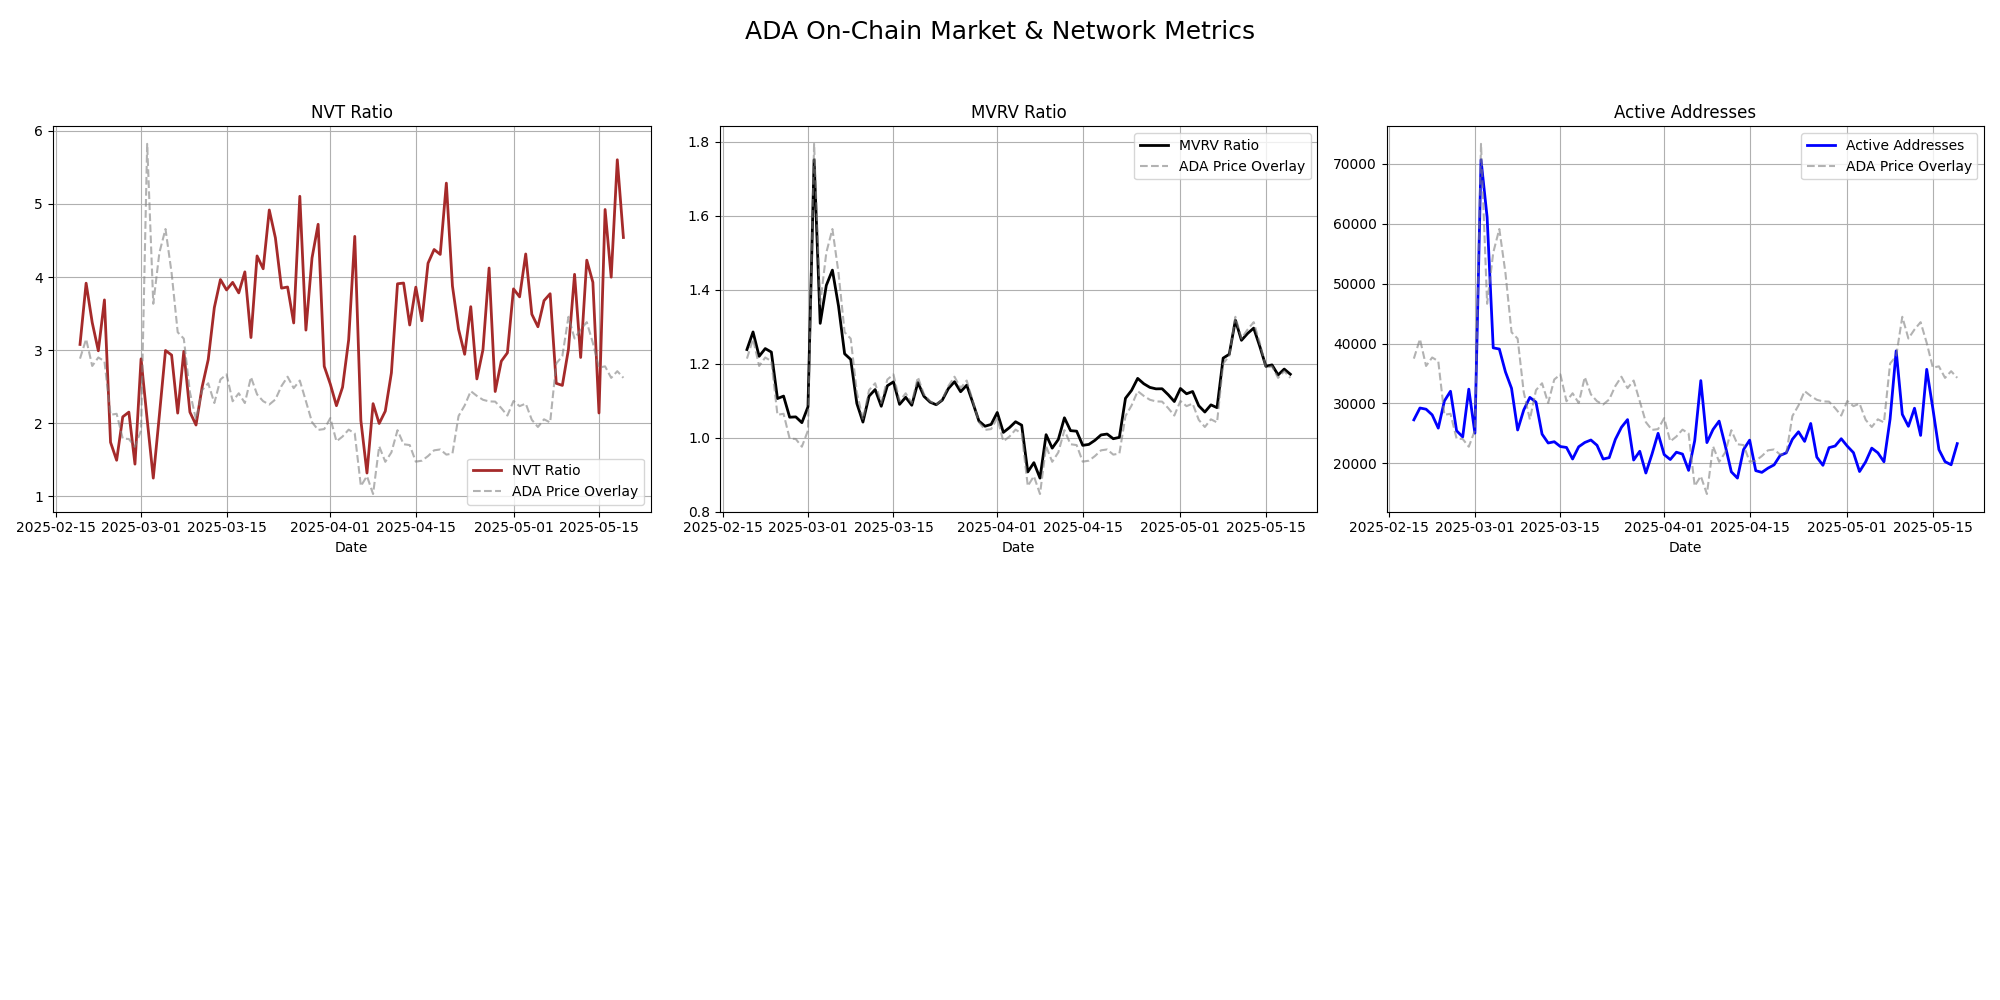 ADA On-Chain Market & Network Metrics
NVT Ratio
6
5
4
3
2
1
NVT Ratio
ADA Price Overlay
2025-02-15 2025-03-01 2025-03-15 2025-04-01 2025-04-15 2025-05-01 2025-05-15
Date
MVRV Ratio
1.8
1.6
1.4
1.2
1.0
0.8
MVRV Ratio
ADA Price Overlay
2025-02-15 2025-03-01 2025-03-15 2025-04-01 2025-04-15 2025-05-01 2025-05-15
Date
Active Addresses
70000
60000
50000
40000
30000
20000
Active Addresses
ADA Price Overlay
2025-02-15 2025-03-01 2025-03-15 2025-04-01 2025-04-15 2025-05-01 2025-05-15
Date